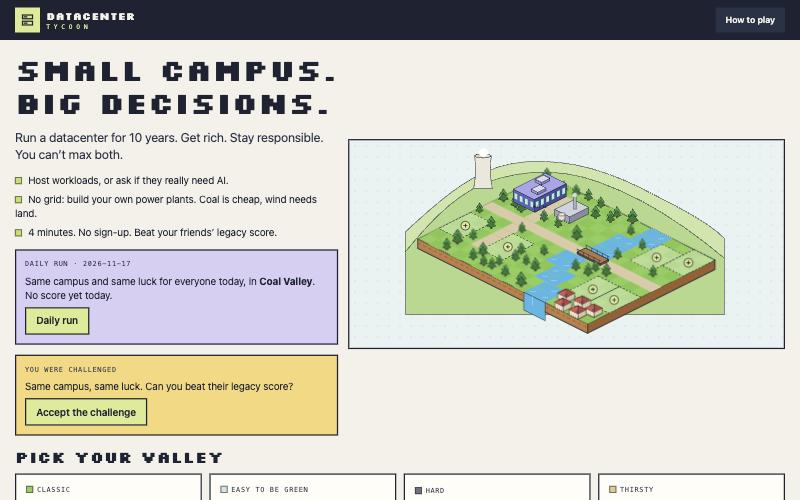 DATACENTER
TYCOON
How to play
SMALL CAMPUS.
BIG DECISIONS.
Run a datacenter for 10 years. Get rich. Stay responsible.
You can’t max both.
Host workloads, or ask if they really need AI.
No grid: build your own power plants. Coal is cheap, wind needs
land.
4 minutes. No sign-up. Beat your friends’ legacy score.
DAILY RUN · 2026-11-17
Same campus and same luck for everyone today, in Coal Valley.
No score yet today.
Daily run
YOU WERE CHALLENGED
Same campus, same luck. Can you beat their legacy score?
Accept the challenge
PICK YOUR VALLEY
CLASSIC
EASY TO BE GREEN
HARD
THIRSTY